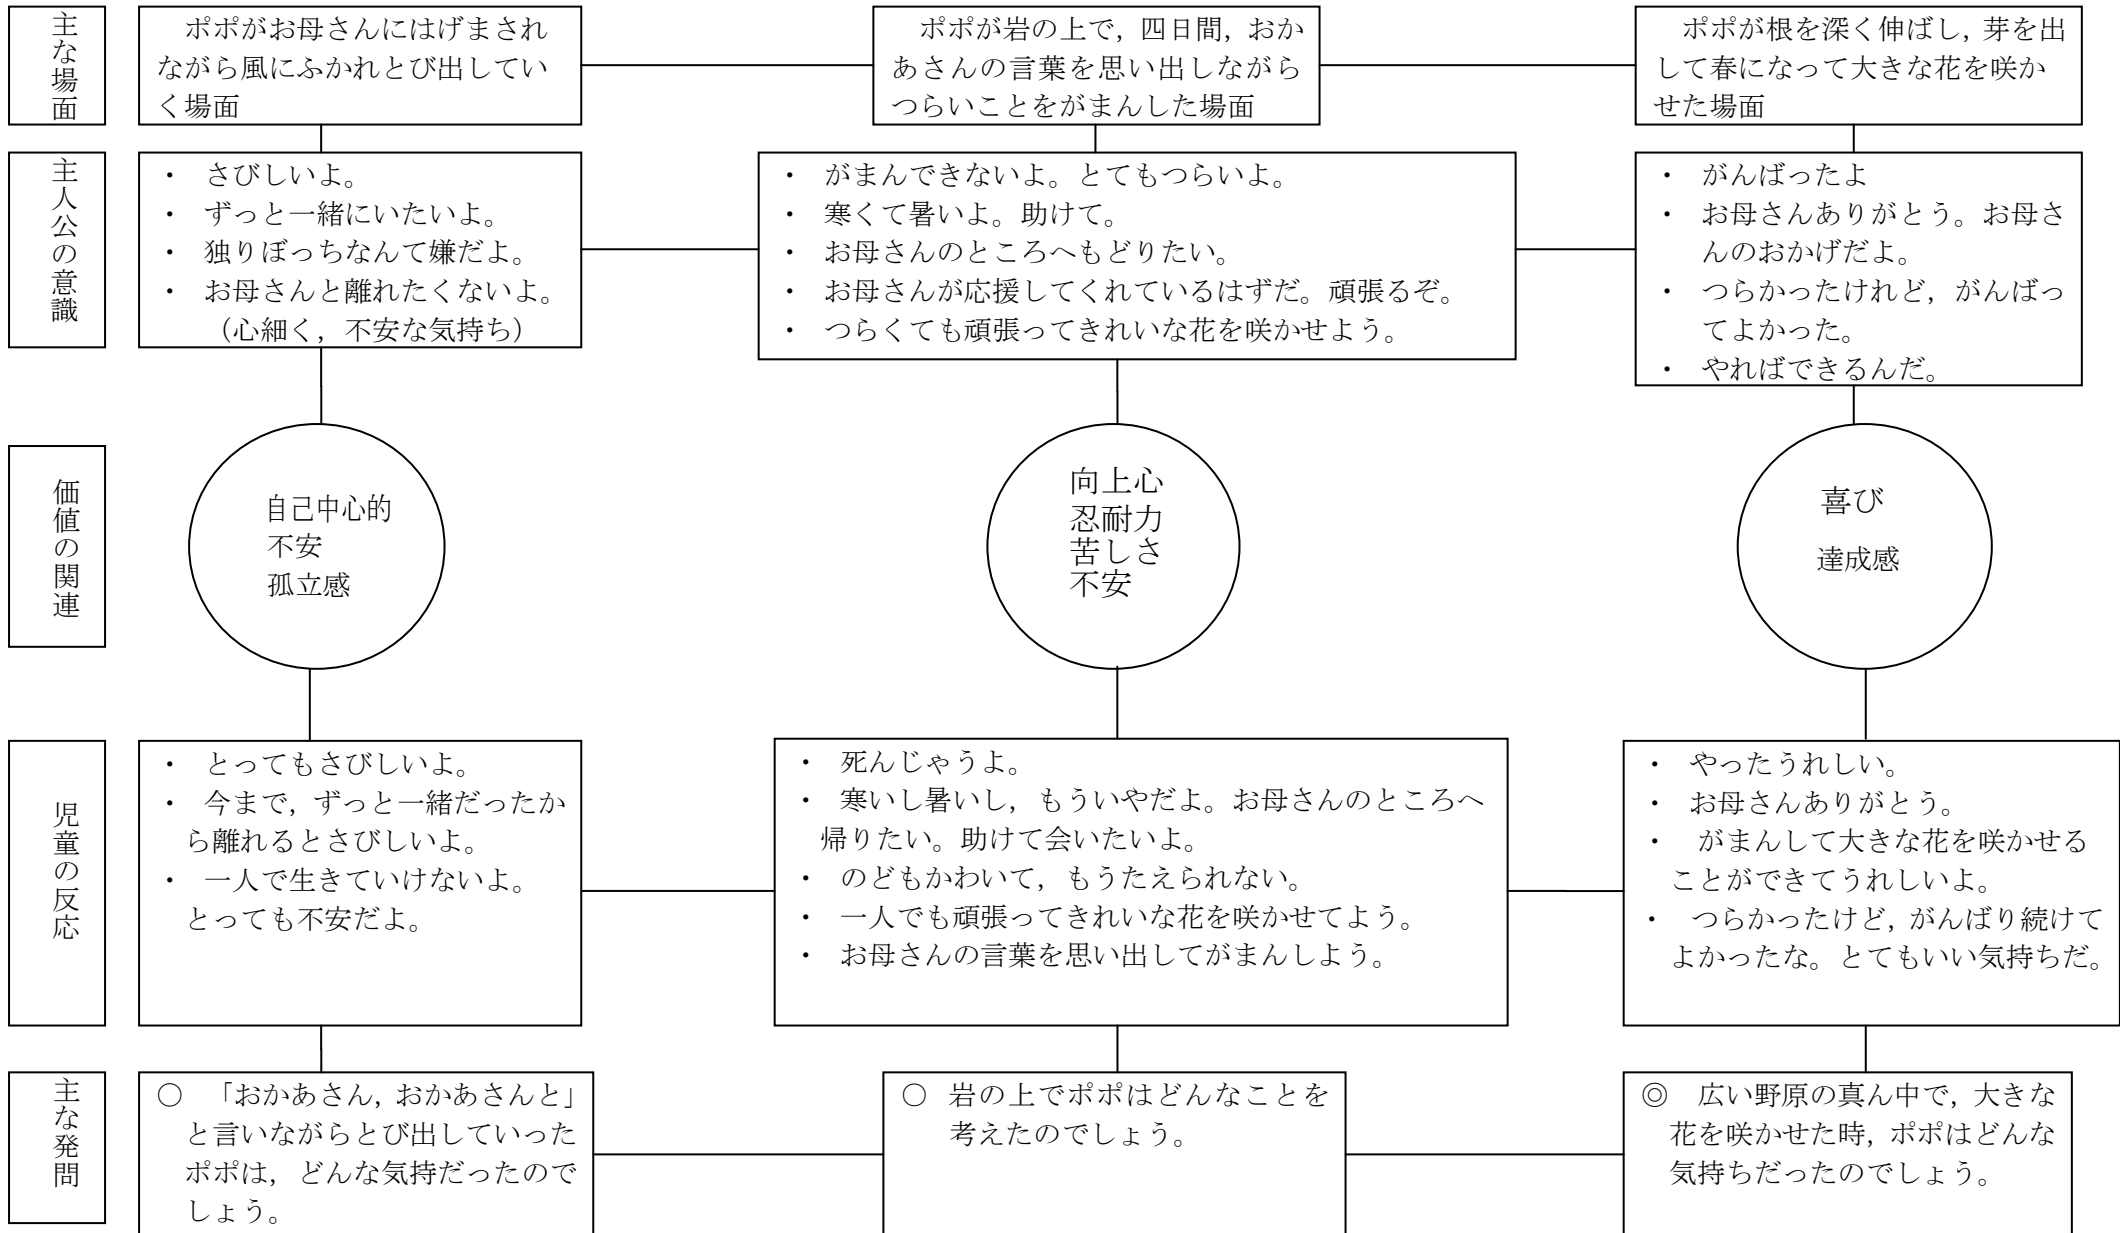 主な場面
ポポがお母さんにはげまされ
ながら風にふかれとび出してい
く場面
ポポが岩の上で，四日間，おか
あさんの言葉を思い出しながら
つらいことをがまんした場面
ポポが根を深く伸ばし，芽を出
して春になって大きな花を咲か
せた場面
主人公の意識
・ さびしいよ。
・ ずっと一緒にいたいよ。
・ 独りぼっちなんて嫌だよ。
・ お母さんと離れたくないよ。
（心細く，不安な気持ち）
・ がまんできないよ。とてもつらいよ。
・ 寒くて暑いよ。助けて。
・ お母さんのところへもどりたい。
・ お母さんが応援してくれているはずだ。頑張るぞ。
・ つらくても頑張ってきれいな花を咲かせよう。
・ がんばったよ
・ お母さんありがとう。お母さ
んのおかげだよ。
・ つらかったけれど，がんばっ
てよかった。
・ やればできるんだ。
価値の関連
自己中心的
不安
孤立感
向上心
忍耐力
苦しさ
不安
喜び
達成感
児童の反応
・ とってもさびしいよ。
・ 今まで，ずっと一緒だったか
ら離れるとさびしいよ。
・ 一人で生きていけないよ。
とっても不安だよ。
・ 死んじゃうよ。
・ 寒いし暑いし，もういやだよ。お母さんのところへ
帰りたい。助けて会いたいよ。
・ のどもかわいて，もうたえられない。
・ 一人でも頑張ってきれいな花を咲かせてよう。
・ お母さんの言葉を思い出してがまんしよう。
・ やったうれしい。
・ お母さんありがとう。
・ がまんして大きな花を咲かせる
ことができてうれしいよ。
・ つらかったけど，がんばり続けて
よかったな。とてもいい気持ちだ。
主な発問
○ 「おかあさん，おかあさんと」
と言いながらとび出していった
ポポは，どんな気持だったので
しょう。
○ 岩の上でポポはどんなことを
考えたのでしょう。
◎ 広い野原の真ん中で，大きな
花を咲かせた時，ポポはどんな
気持ちだったのでしょう。